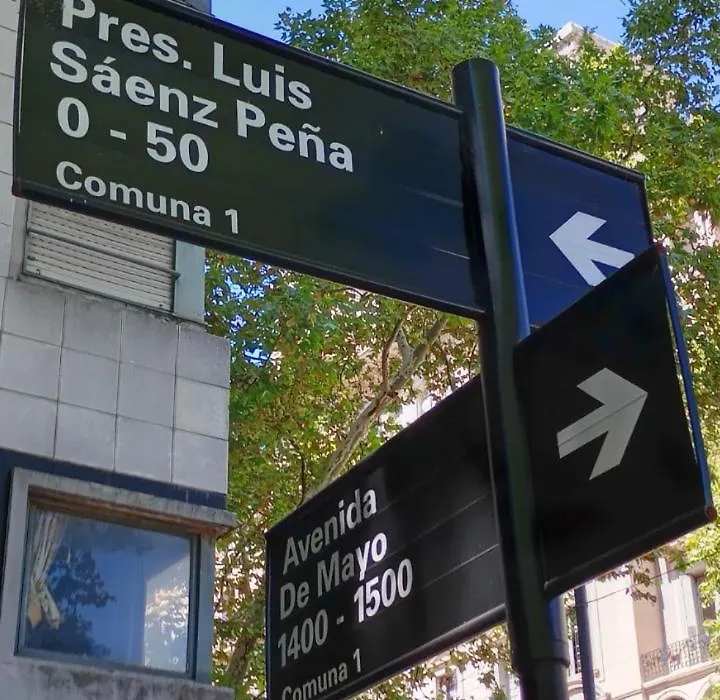 Pres. Luis
Sáenz Peña
0 - 50
Comuna 1
Avenida
De Mayo
1400 - 1500
Comuna 1